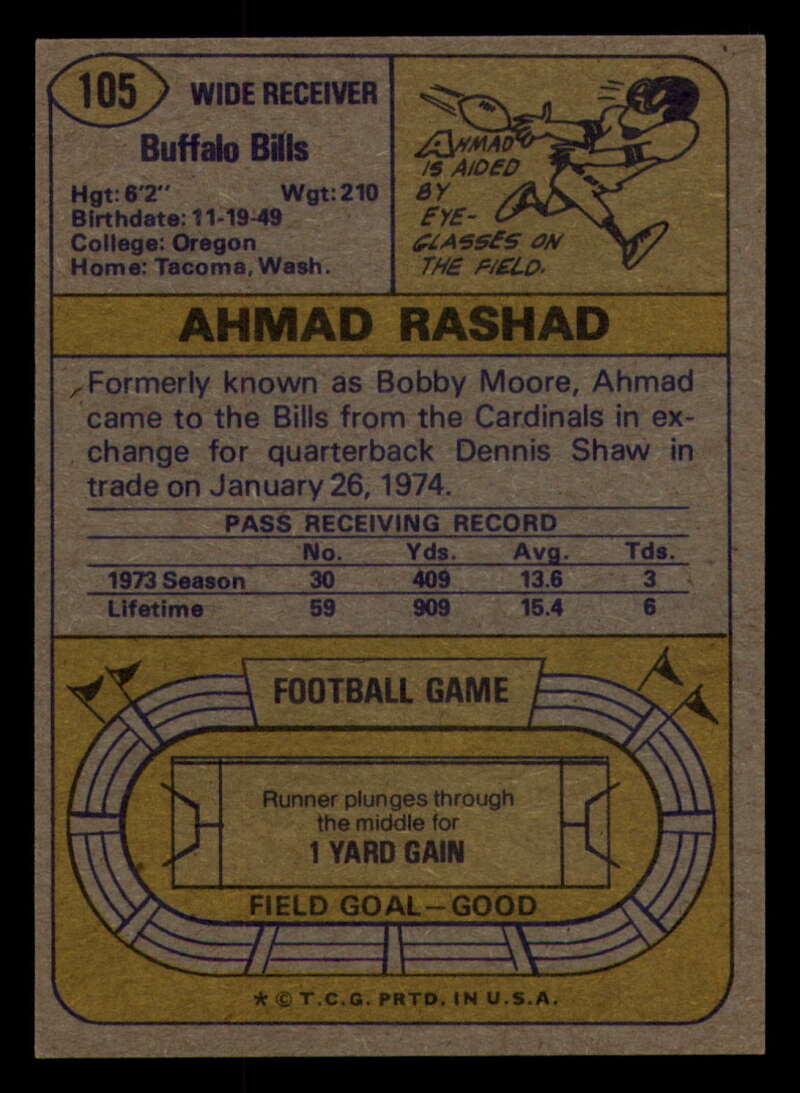 105
WIDE RECEIVER
Buffalo Bills
Hgt: 6'2" Wgt: 210
Birthdate: 11-19-49
College: Oregon
Home: Tacoma, Wash.
AHMAD
IS AIDED
BY
EYE-
GLASSES ON
THE FIELD.
AHMAD RASHAD
Formerly known as Bobby Moore, Ahmad
came to the Bills from the Cardinals in ex-
change for quarterback Dennis Shaw in
trade on January 26, 1974.
PASS RECEIVING RECORD
No. Yds. Avg. Tds.
1973 Season 30 409 13.6 3
Lifetime 59 909 15.4 6
FOOTBALL GAME
Runner plunges through
the middle for
1 YARD GAIN
FIELD GOAL—GOOD
* © T.C.G. PRTD. IN U.S.A.